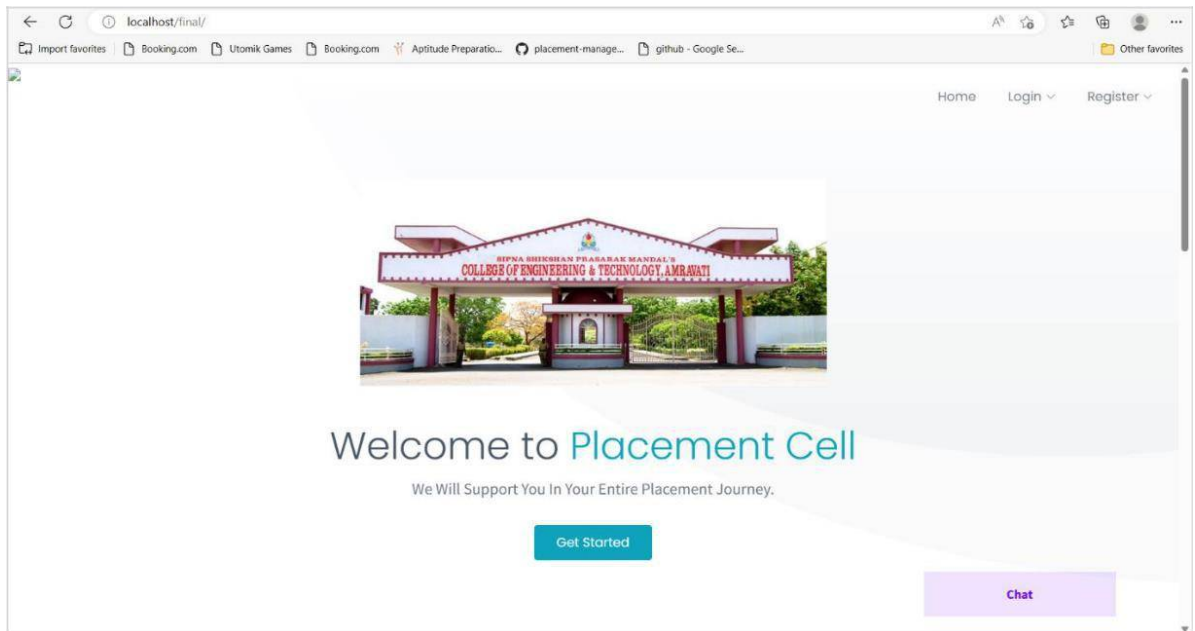 localhost/final/
Import favorites Booking.com Utomik Games Booking.com Aptitude Preparatio... placement-manage... github - Google Se... Other favorites
Home Login Register
SIPNA SHIKSHAN PRASARAK MANDAL'S
COLLEGE OF ENGINEERING & TECHNOLOGY, AMRAVATI
Welcome to Placement Cell
We Will Support You In Your Entire Placement Journey.
Get Started
Chat